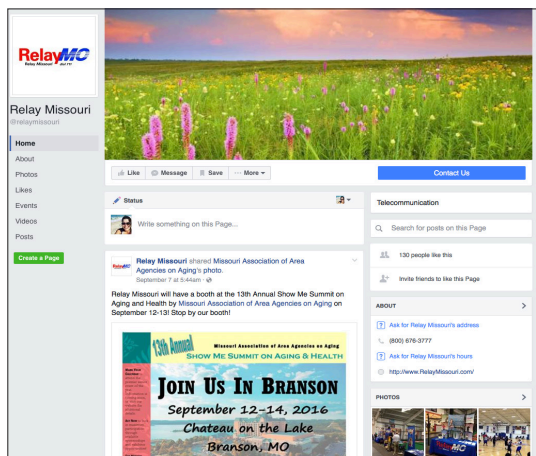 RelayMO
Relay Missouri dial 711
Relay Missouri
@relaymissouri
Home
About
Photos
Likes
Events
Videos
Posts
Create a Page
Like Message Save ··· More
Contact Us
Status
Write something on this Page...
Relay Missouri shared Missouri Association of Area
Agencies on Aging's photo.
September 7 at 5:44am ·
Relay Missouri will have a booth at the 13th Annual Show Me Summit on
Aging and Health by Missouri Association of Area Agencies on Aging on
September 12-13! Stop by our booth!
13th Annual
Missouri Association of Area Agencies on Aging
SHOW ME SUMMIT ON AGING & HEALTH
JOIN US IN BRANSON
September 12-14, 2016
Chateau on the Lake
Branson, MO
Telecommunication
Search for posts on this Page
130 people like this
Invite friends to like this Page
ABOUT >
? Ask for Relay Missouri's address
(800) 676-3777
? Ask for Relay Missouri's hours
http://www.RelayMissouri.com/
PHOTOS >